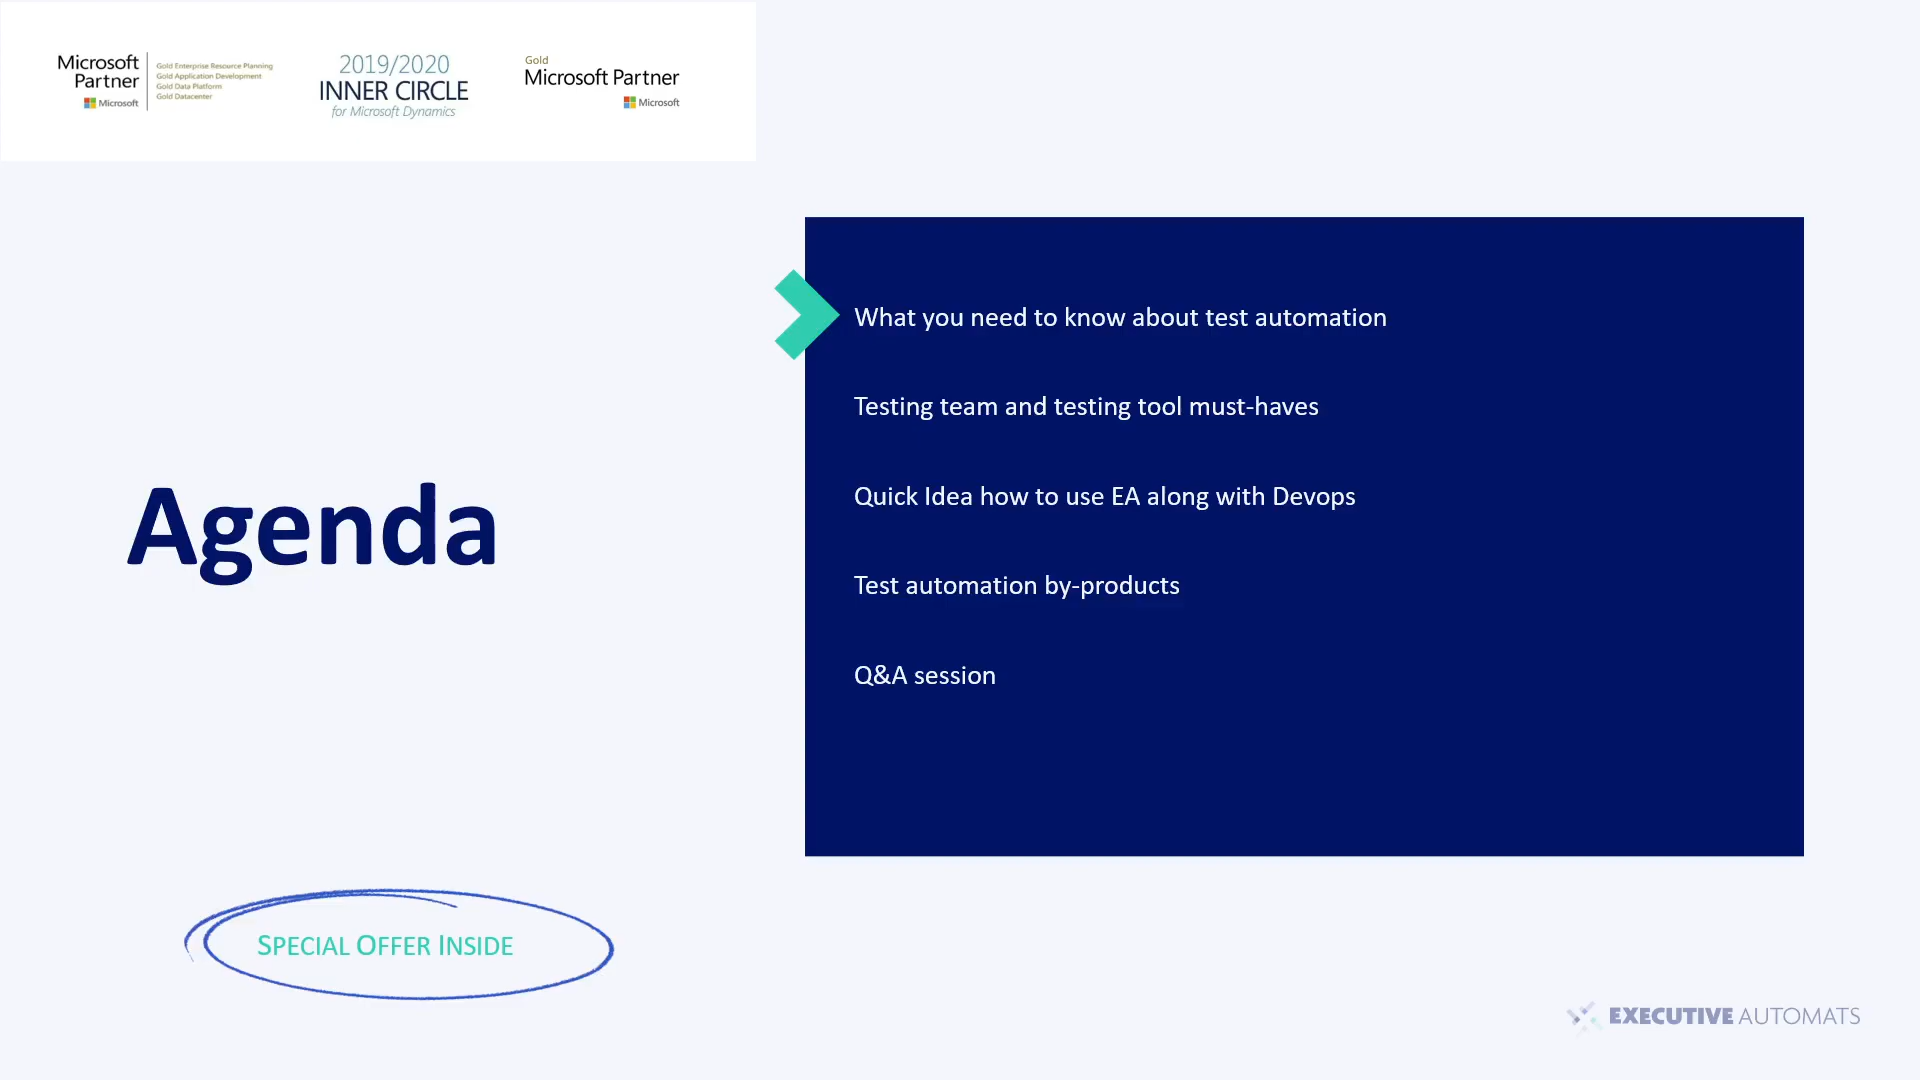 Microsoft
Partner
Microsoft
Gold Enterprise Resource Planning
Gold Application Development
Gold Data Platform
Gold Datacenter
2019/2020
INNER CIRCLE
for Microsoft Dynamics
Gold
Microsoft Partner
Microsoft
Agenda
What you need to know about test automation
Testing team and testing tool must-haves
Quick Idea how to use EA along with Devops
Test automation by-products
Q&A session
SPECIAL OFFER INSIDE
EXECUTIVE AUTOMATS